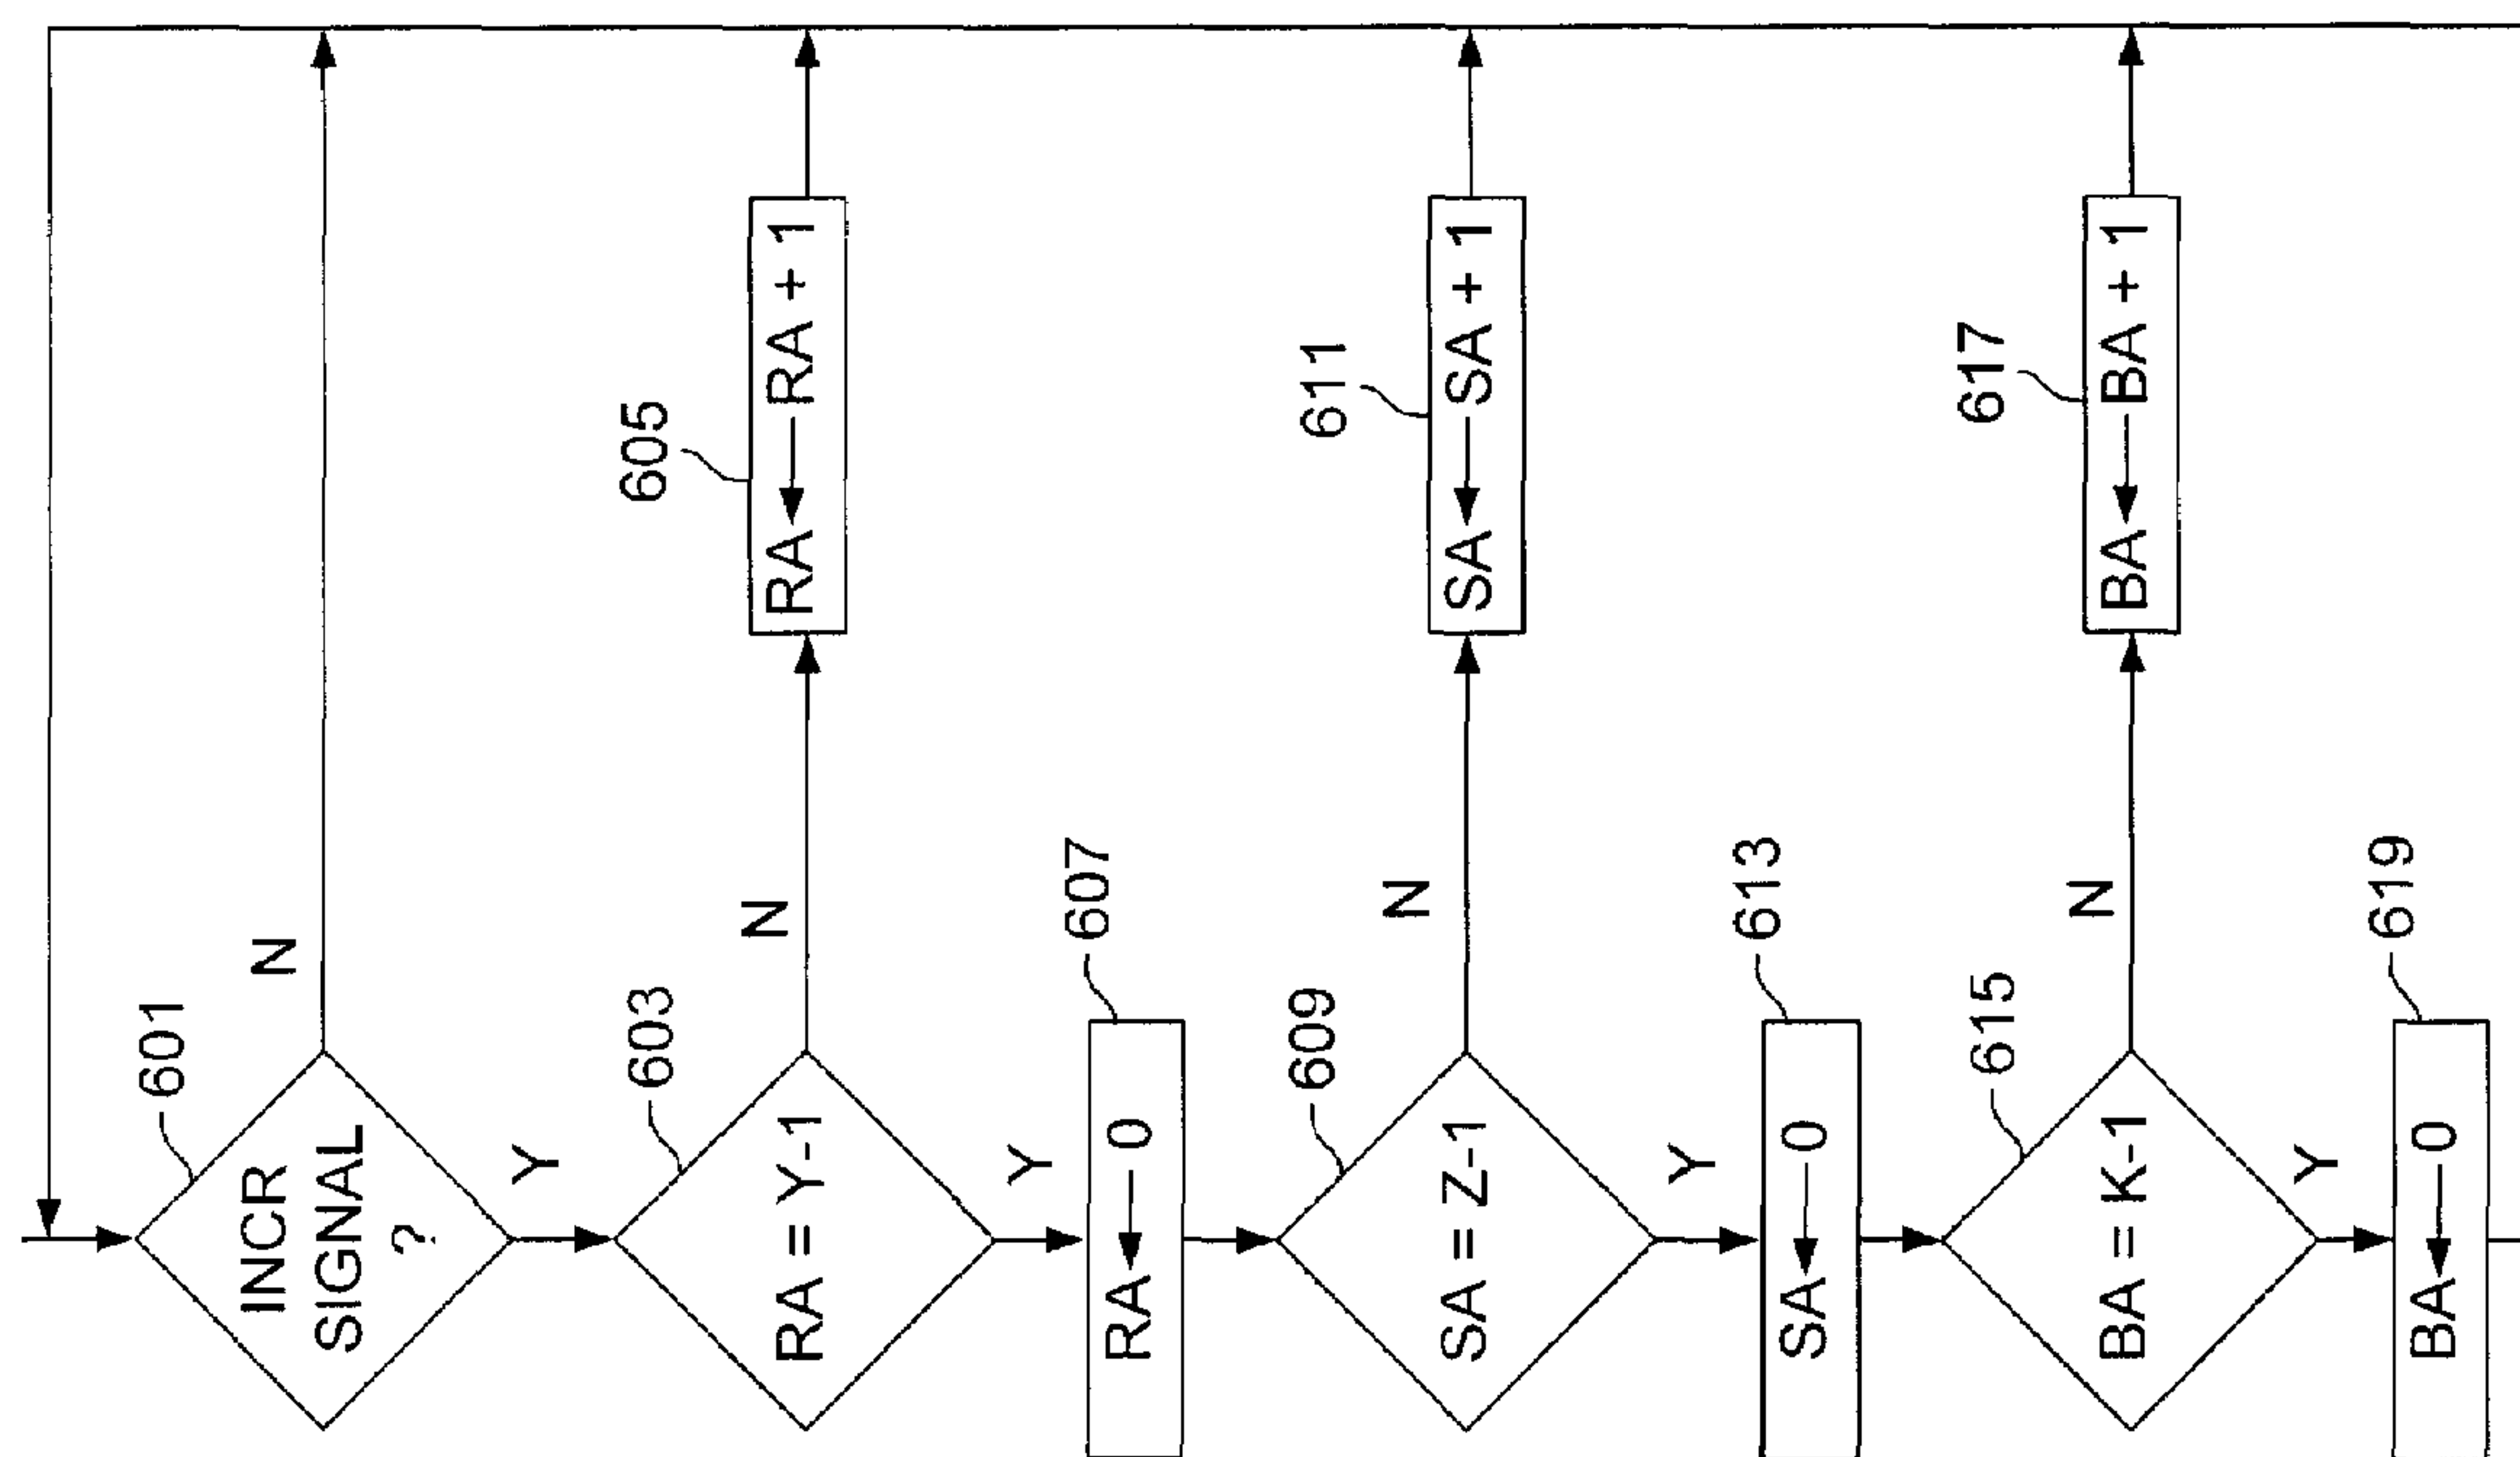 601
INCR
SIGNAL
?
N
Y
603
RA = Y-1
N
605
RA ← RA + 1
Y
607
RA ← 0
609
SA = Z-1
N
611
SA ← SA + 1
Y
613
SA ← 0
615
BA = K-1
N
617
BA ← BA + 1
Y
619
BA ← 0